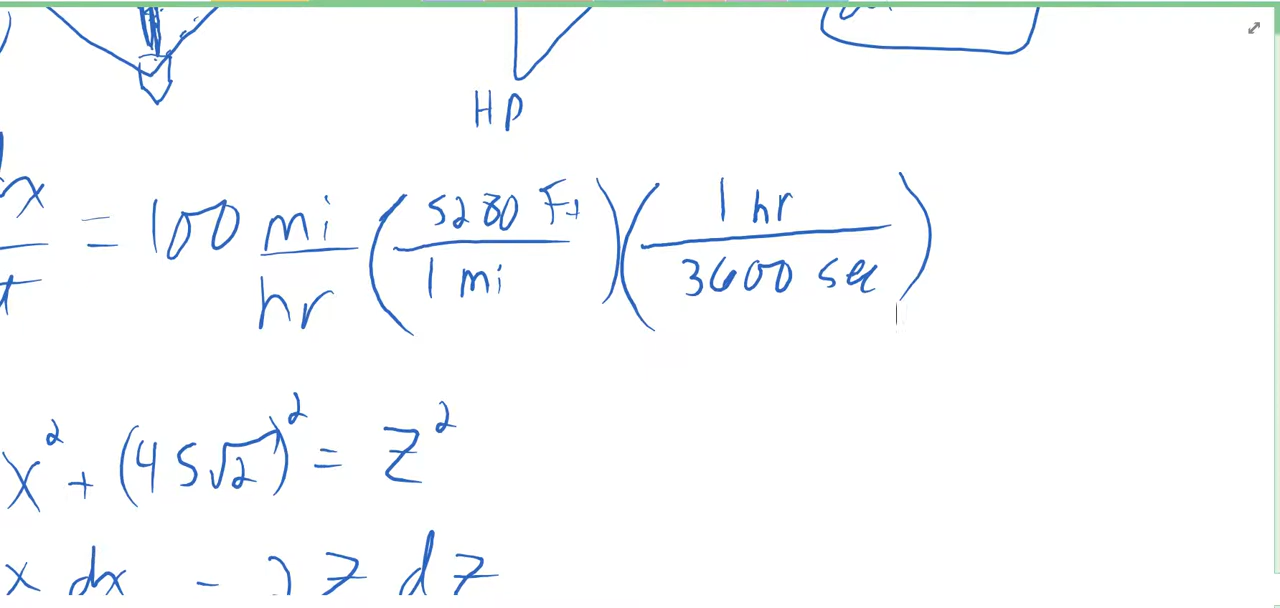 HP
dx/t = 100 mi/hr (5280 Ft/1 mi)(1 hr/3600 sec)
x² + (45√2)² = z²
x dx = 2 z dz